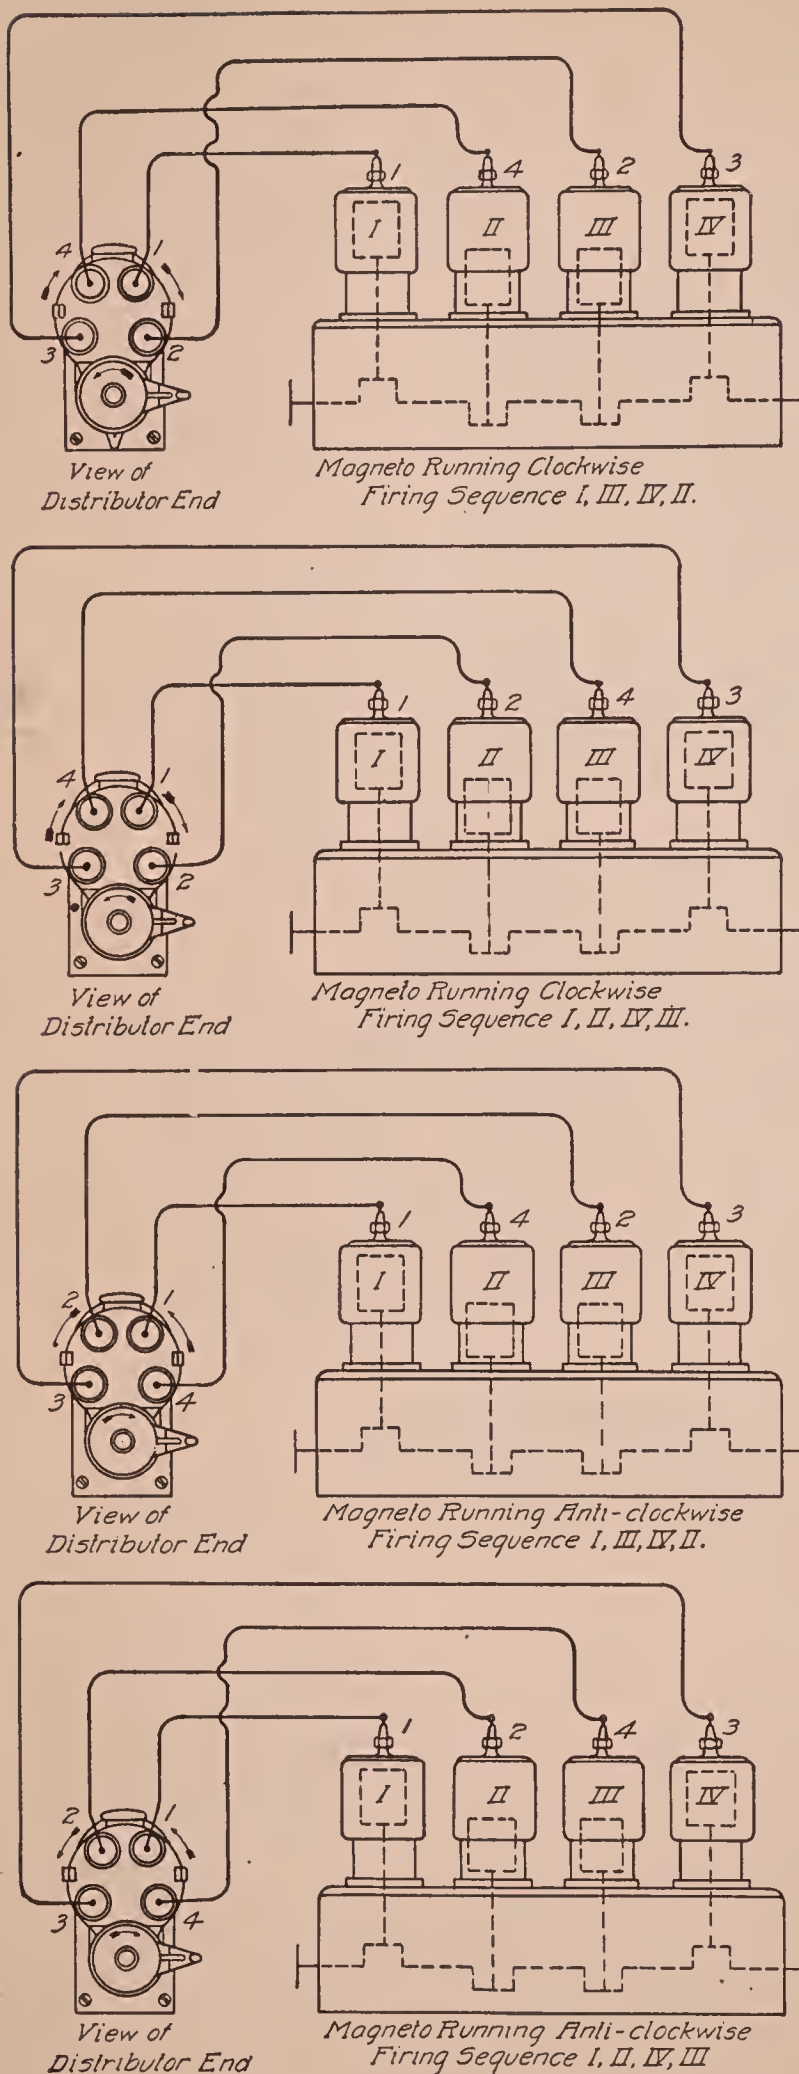 1 4 2 3
4 1
I II III IV
3 2
View of
Distributor End
Magneto Running Clockwise
Firing Sequence I, III, IV, II.
1 2 4 3
4 1
I II III IV
3 2
View of
Distributor End
Magneto Running Clockwise
Firing Sequence I, II, IV, III.
1 4 2 3
2 1
I II III IV
3 4
View of
Distributor End
Magneto Running Anti-clockwise
Firing Sequence I, III, IV, II.
1 2 4 3
2 1
I II III IV
3 4
View of
Distributor End
Magneto Running Anti-clockwise
Firing Sequence I, II, IV, III